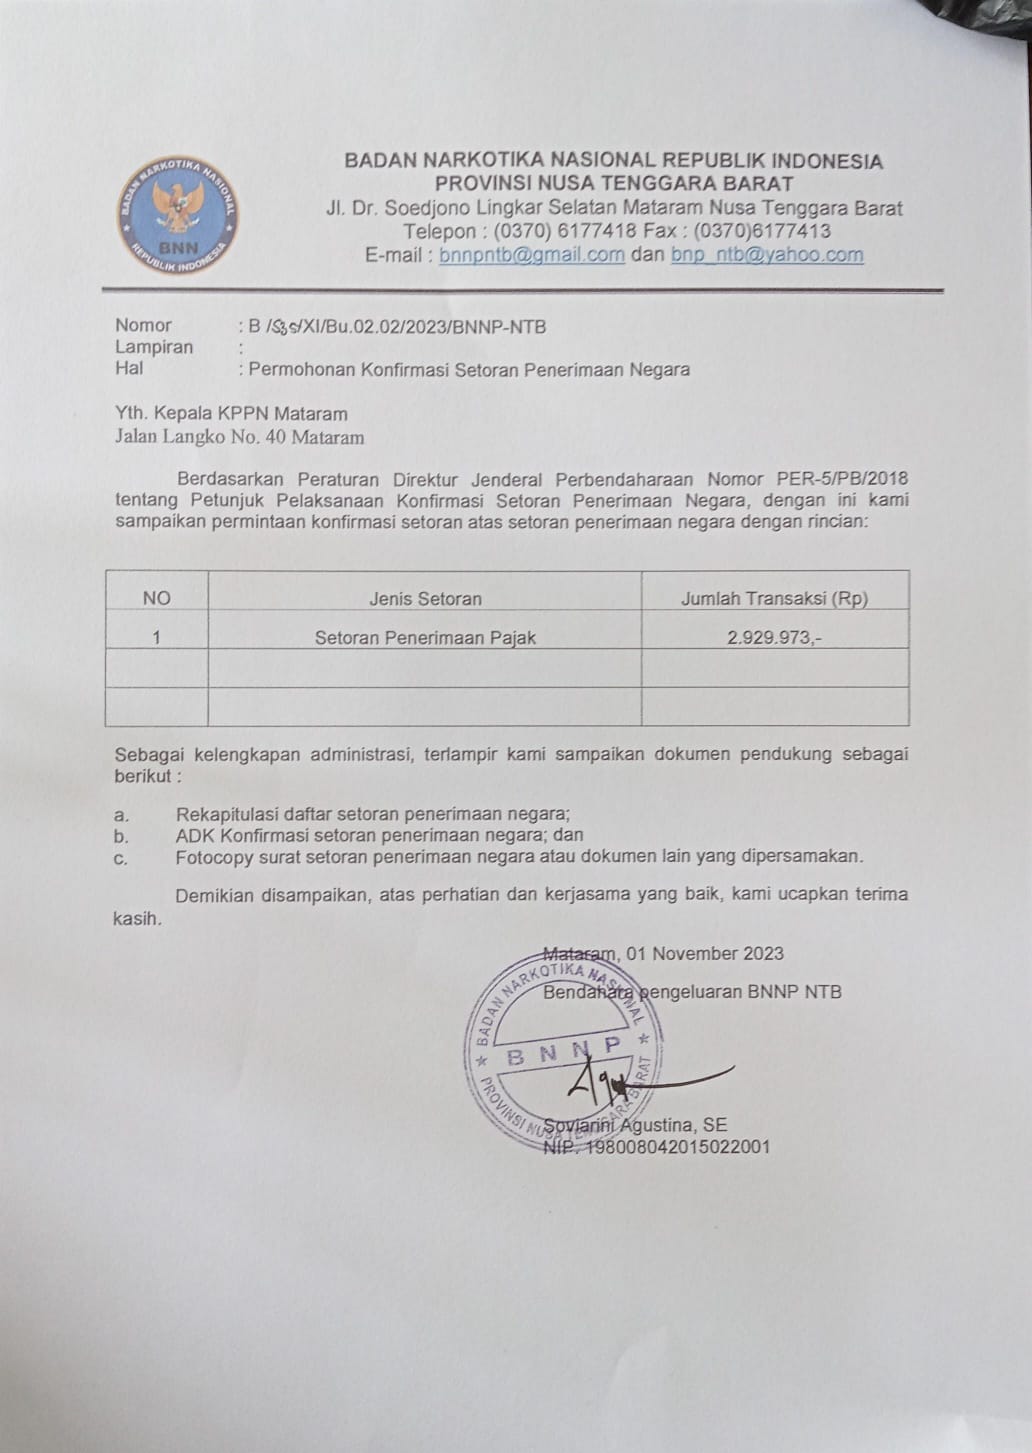 BADAN NARKOTIKA NASIONAL
BNN
REPUBLIK INDONESIA
BADAN NARKOTIKA NASIONAL REPUBLIK INDONESIA
PROVINSI NUSA TENGGARA BARAT
Jl. Dr. Soedjono Lingkar Selatan Mataram Nusa Tenggara Barat
Telepon : (0370) 6177418 Fax : (0370)6177413
E-mail : bnnpntb@gmail.com dan bnp_ntb@yahoo.com
Nomor : B / /XI/Bu.02.02/2023/BNNP-NTB
Lampiran :
Hal : Permohonan Konfirmasi Setoran Penerimaan Negara
Yth. Kepala KPPN Mataram
Jalan Langko No. 40 Mataram
Berdasarkan Peraturan Direktur Jenderal Perbendaharaan Nomor PER-5/PB/2018
tentang Petunjuk Pelaksanaan Konfirmasi Setoran Penerimaan Negara, dengan ini kami
sampaikan permintaan konfirmasi setoran atas setoran penerimaan negara dengan rincian:
NO Jenis Setoran Jumlah Transaksi (Rp)
1 Setoran Penerimaan Pajak 2.929.973,-
Sebagai kelengkapan administrasi, terlampir kami sampaikan dokumen pendukung sebagai
berikut :
a. Rekapitulasi daftar setoran penerimaan negara;
b. ADK Konfirmasi setoran penerimaan negara; dan
c. Fotocopy surat setoran penerimaan negara atau dokumen lain yang dipersamakan.
Demikian disampaikan, atas perhatian dan kerjasama yang baik, kami ucapkan terima
kasih.
Mataram, 01 November 2023
Bendahara pengeluaran BNNP NTB
BADAN NARKOTIKA NASIONAL
BNNP
PROVINSI NUSA TENGGARA BARAT
Soviarini Agustina, SE
NIP. 198008042015022001